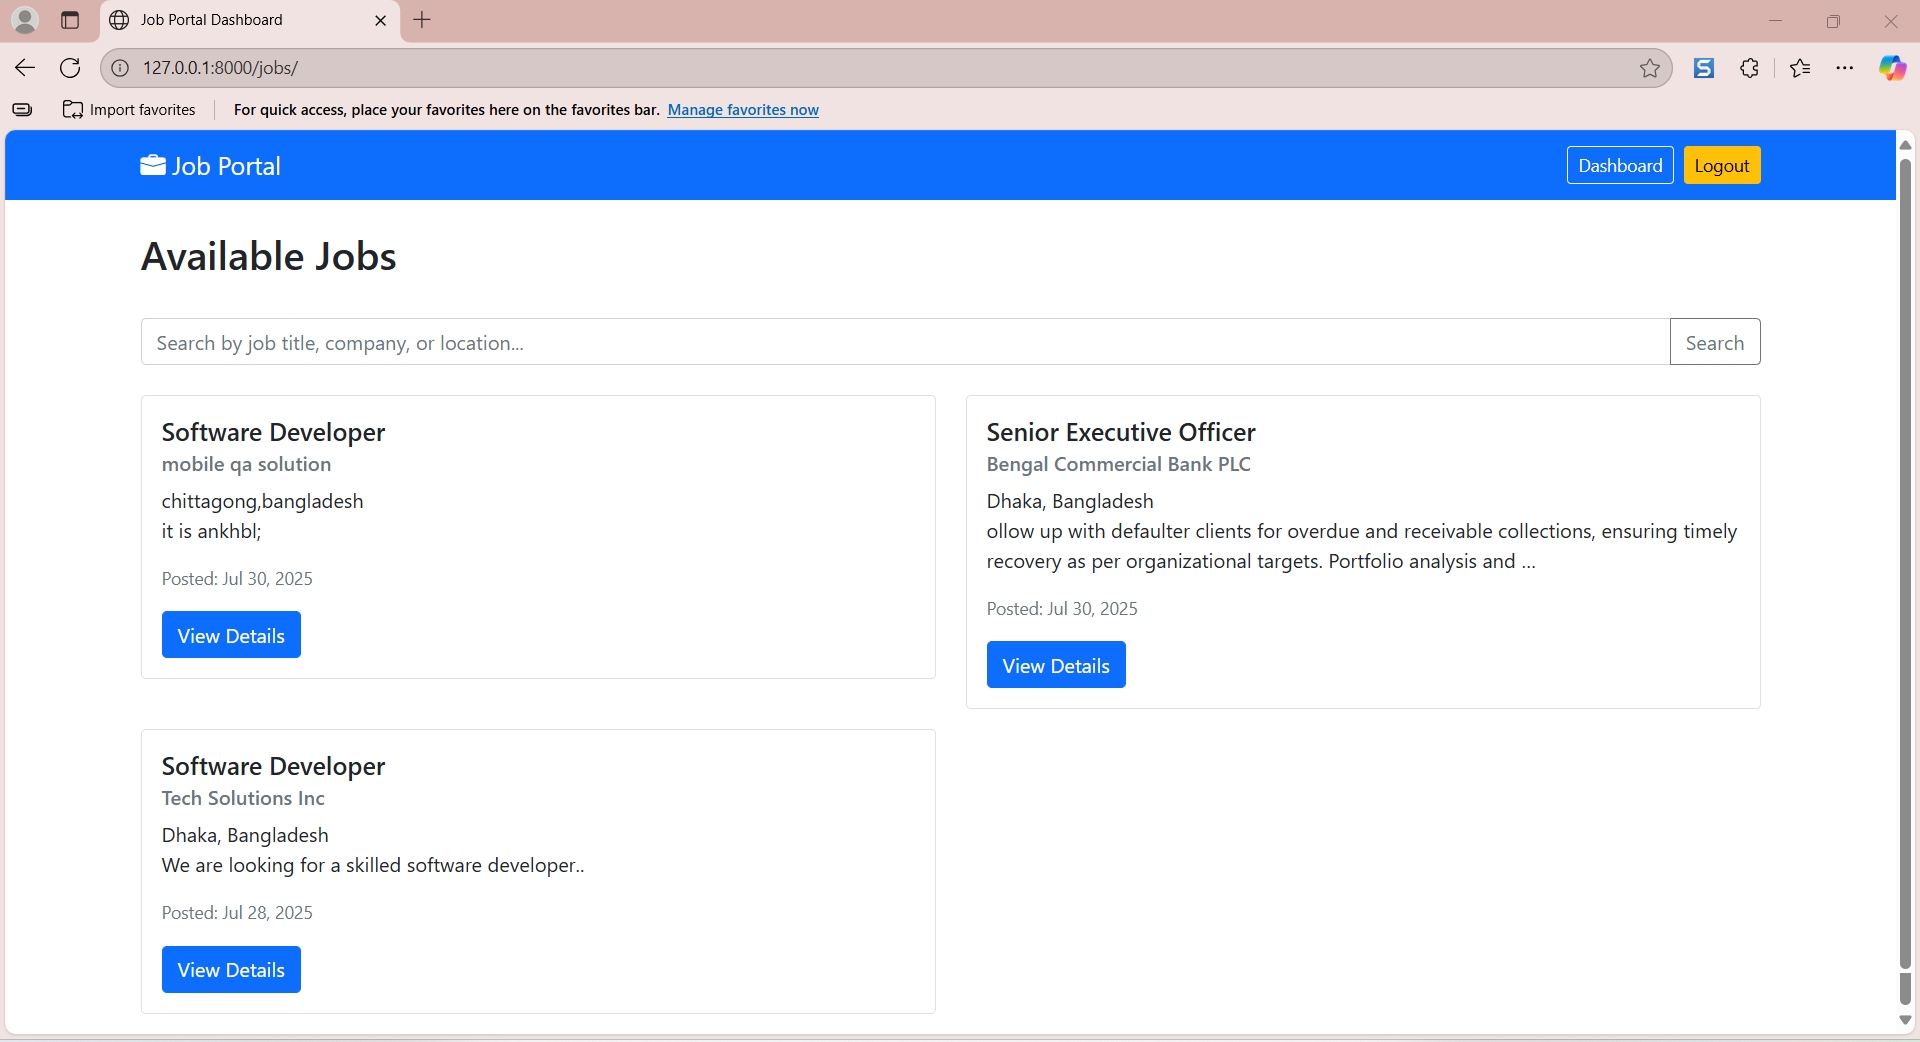 Job Portal Dashboard
127.0.0.1:8000/jobs/
Import favorites
For quick access, place your favorites here on the favorites bar. Manage favorites now
Job Portal
Dashboard
Logout
Available Jobs
Search by job title, company, or location...
Search
Software Developer
mobile qa solution
chittagong,bangladesh
it is ankhbl;
Posted: Jul 30, 2025
View Details
Senior Executive Officer
Bengal Commercial Bank PLC
Dhaka, Bangladesh
ollow up with defaulter clients for overdue and receivable collections, ensuring timely
recovery as per organizational targets. Portfolio analysis and ...
Posted: Jul 30, 2025
View Details
Software Developer
Tech Solutions Inc
Dhaka, Bangladesh
We are looking for a skilled software developer..
Posted: Jul 28, 2025
View Details